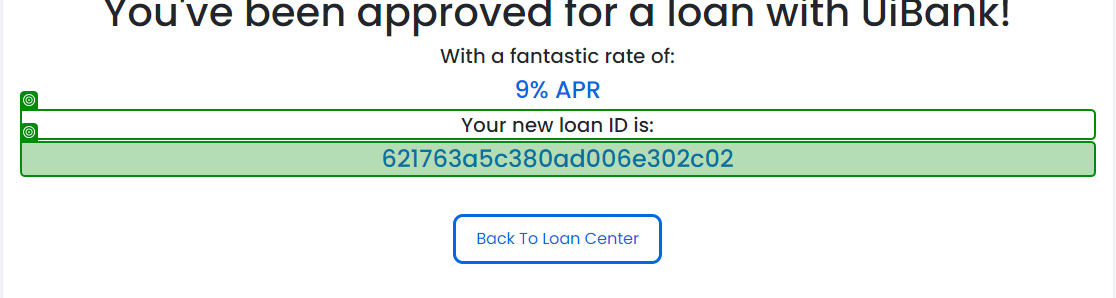 You've been approved for a loan with UiBank!
With a fantastic rate of:
9% APR
Your new loan ID is:
621763a5c380ad006e302c02
Back To Loan Center